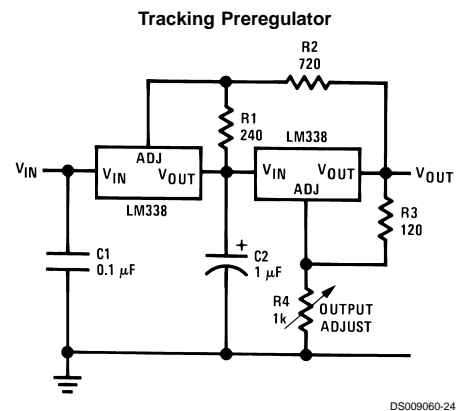 Tracking Preregulator
R2
720
R1
240
LM338
ADJ
VIN
VIN
VOUT
VIN
VOUT
VOUT
ADJ
LM338
R3
120
C1
0.1 μF
+
C2
1 μF
R4
1k
OUTPUT
ADJUST
DS009060-24